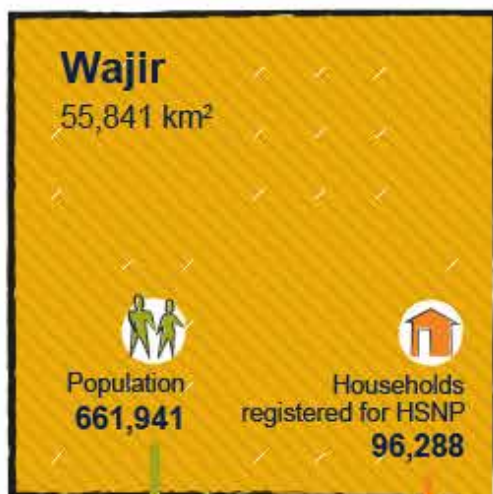 Wajir
55,841 km²
Population
661,941
Households
registered for HSNP
96,288